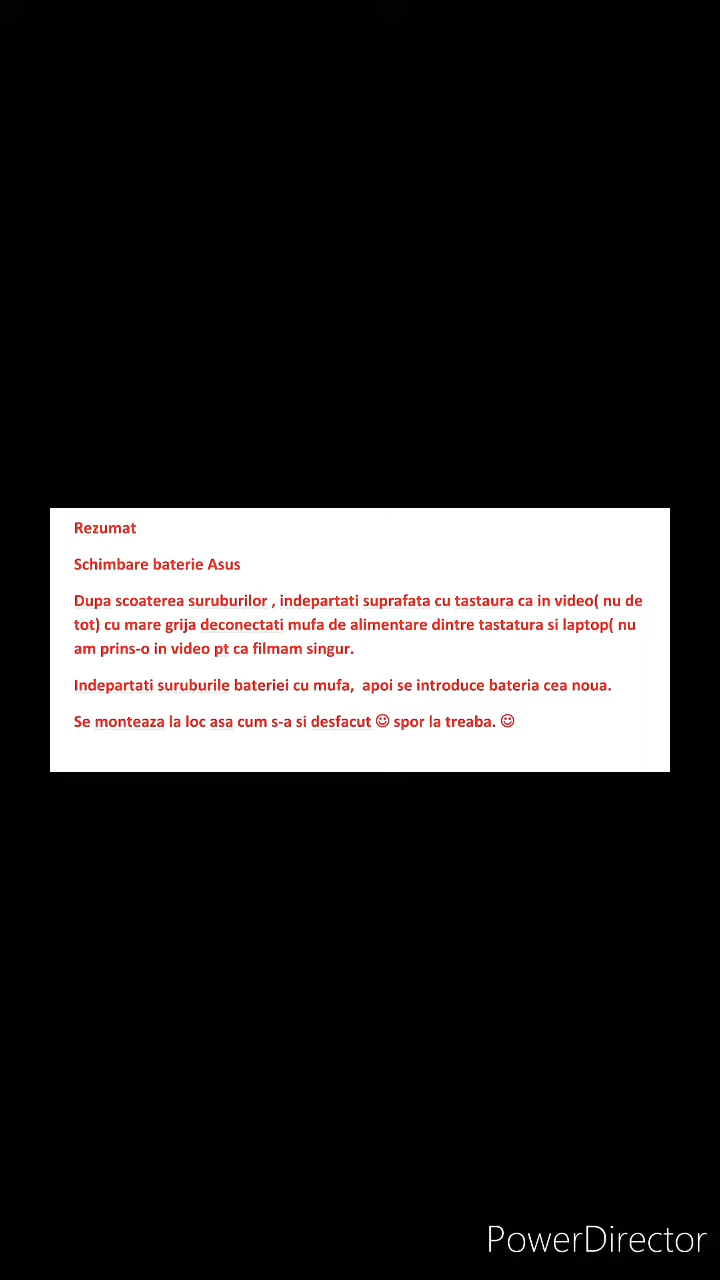 Rezumat
Schimbare baterie Asus
Dupa scoaterea suruburilor , indepartati suprafata cu tastaura ca in video( nu de
tot) cu mare grija deconectati mufa de alimentare dintre tastatura si laptop( nu
am prins-o in video pt ca filmam singur.
Indepartati suruburile bateriei cu mufa,  apoi se introduce bateria cea noua.
Se monteaza la loc asa cum s-a si desfacut ☺ spor la treaba. ☺
PowerDirector